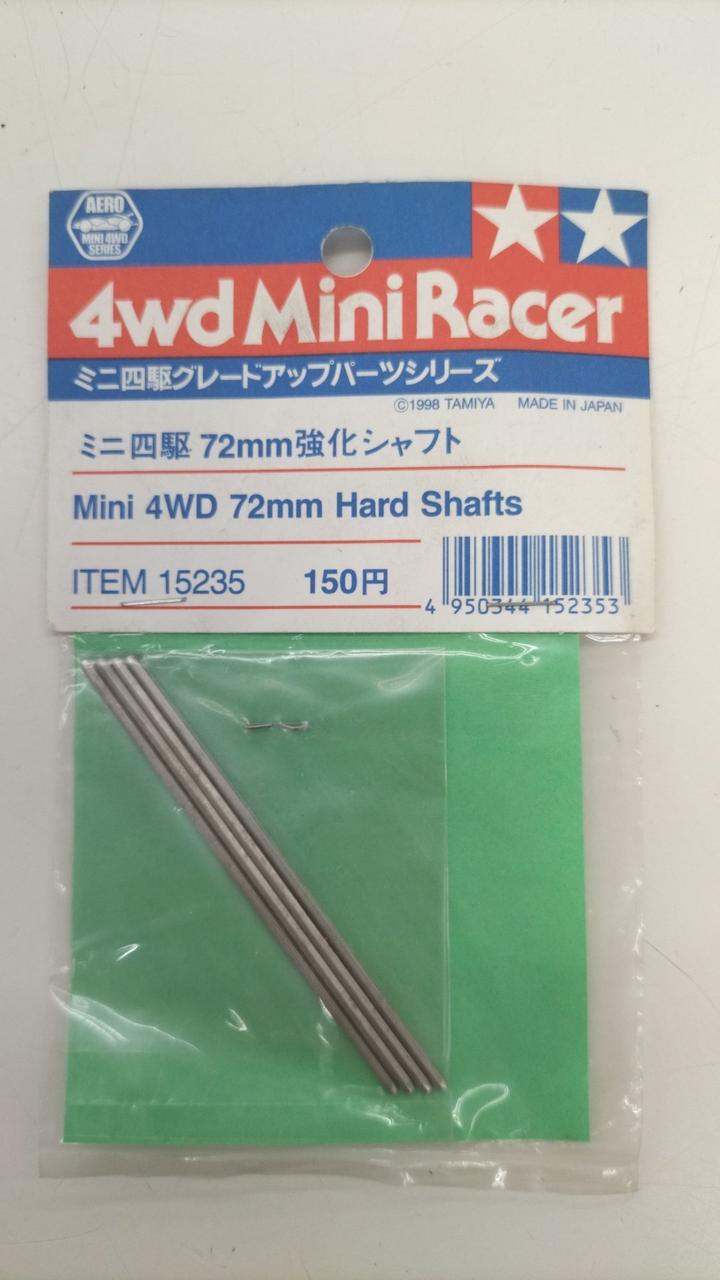 AERO
MINI 4WD
SERIES
4wd Mini Racer
ミニ四駆グレードアップパーツシリーズ
©1998 TAMIYA MADE IN JAPAN
ミニ四駆 72mm強化シャフト
Mini 4WD 72mm Hard Shafts
ITEM 15235 150円
4 950344 152353